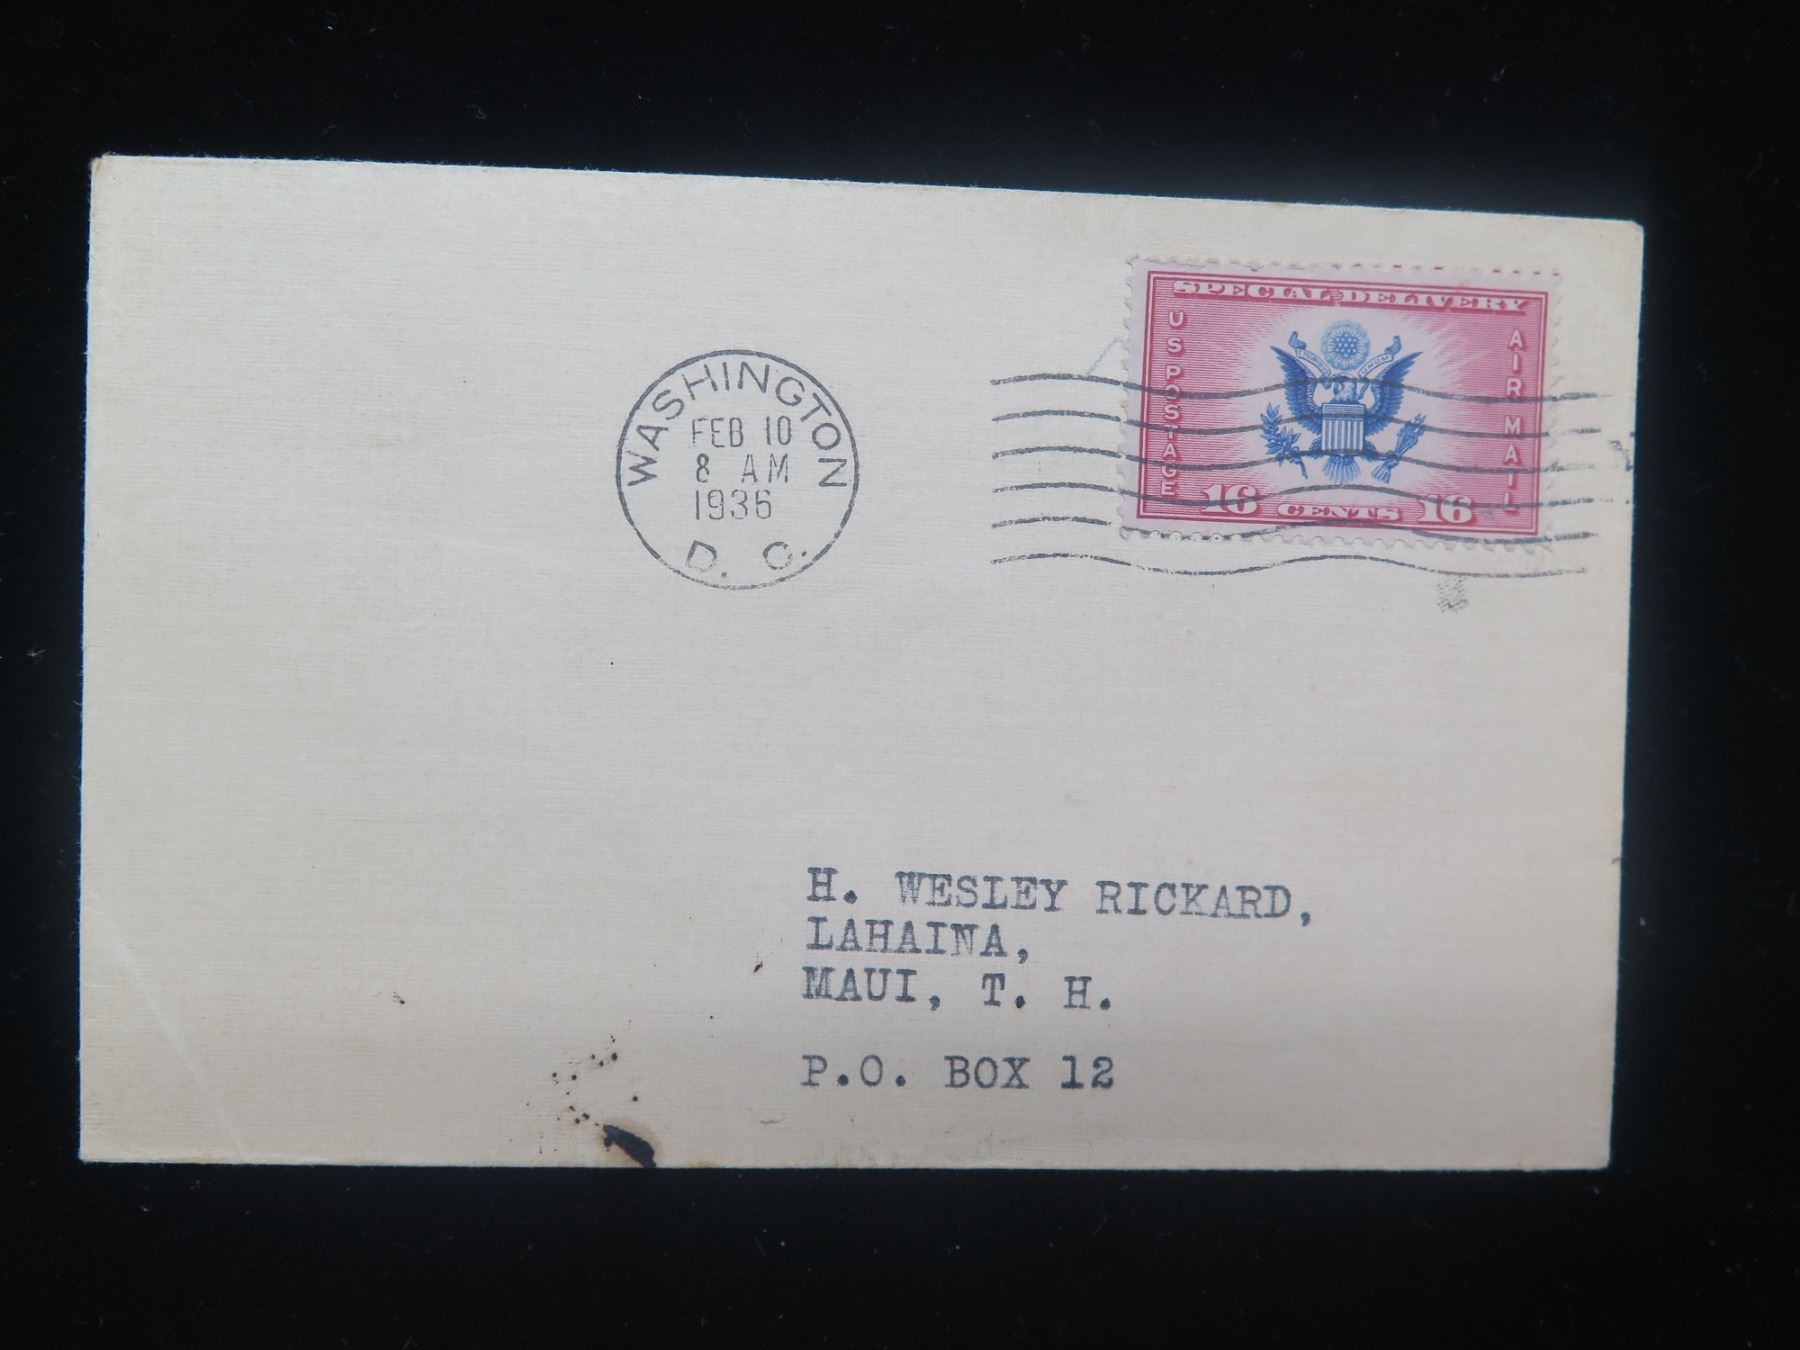 SPECIAL DELIVERY
US POSTAGE
AIR MAIL
16 CENTS 16
WASHINGTON
FEB 10
8 AM
1936
D. C.
H. WESLEY RICKARD,
LAHAINA,
MAUI, T. H.
P.O. BOX 12